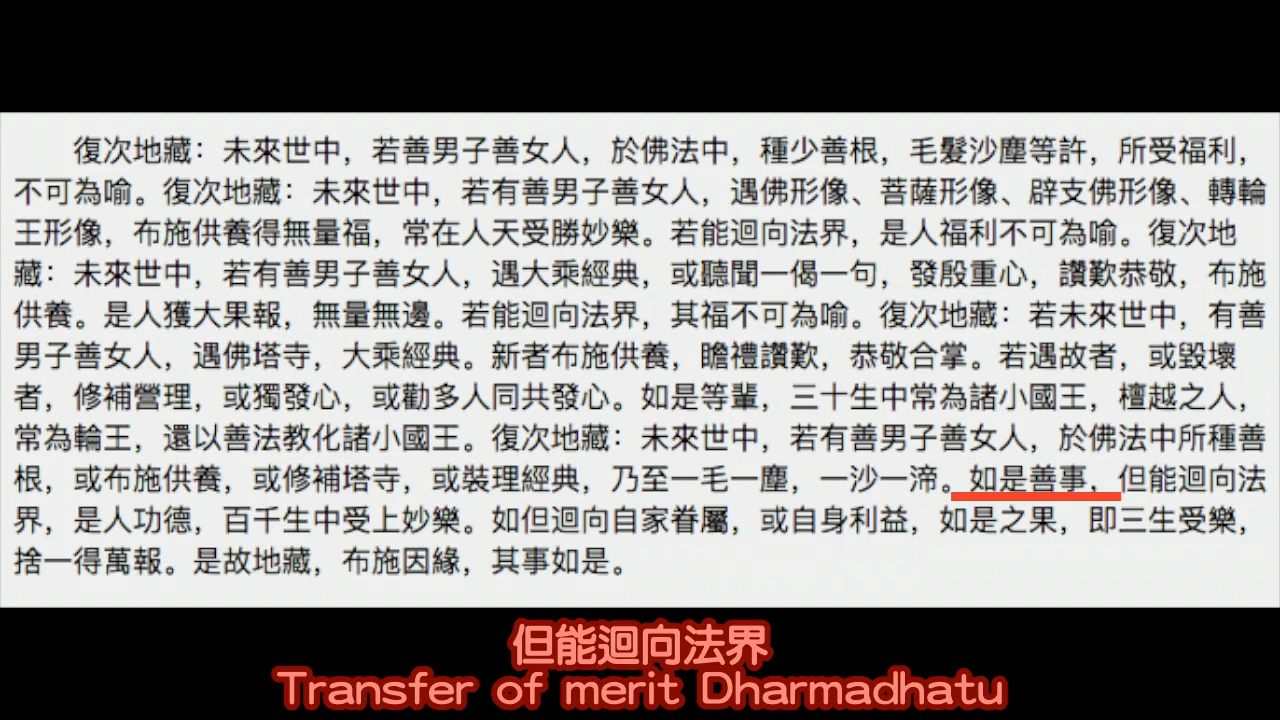 復次地藏：未來世中，若善男子善女人，於佛法中，種少善根，毛髮沙塵等許，所受福利，
不可為喻。復次地藏：未來世中，若有善男子善女人，遇佛形像、菩薩形像、辟支佛形像、轉輪
王形像，布施供養得無量福，常在人天受勝妙樂。若能迴向法界，是人福利不可為喻。復次地
藏：未來世中，若有善男子善女人，遇大乘經典，或聽聞一偈一句，發殷重心，讚歎恭敬，布施
供養。是人獲大果報，無量無邊。若能迴向法界，其福不可為喻。復次地藏：若未來世中，有善
男子善女人，遇佛塔寺，大乘經典。新者布施供養，瞻禮讚歎，恭敬合掌。若遇故者，或毀壞
者，修補營理，或獨發心，或勸多人同共發心。如是等輩，三十生中常為諸小國王，檀越之人，
常為輪王，還以善法教化諸小國王。復次地藏：未來世中，若有善男子善女人，於佛法中所種善
根，或布施供養，或修補塔寺，或裝理經典，乃至一毛一塵，一沙一渧。如是善事，但能迴向法
界，是人功德，百千生中受上妙樂。如但迴向自家眷屬，或自身利益，如是之果，即三生受樂，
捨一得萬報。是故地藏，布施因緣，其事如是。
但能迴向法界
Transfer of merit Dharmadhatu